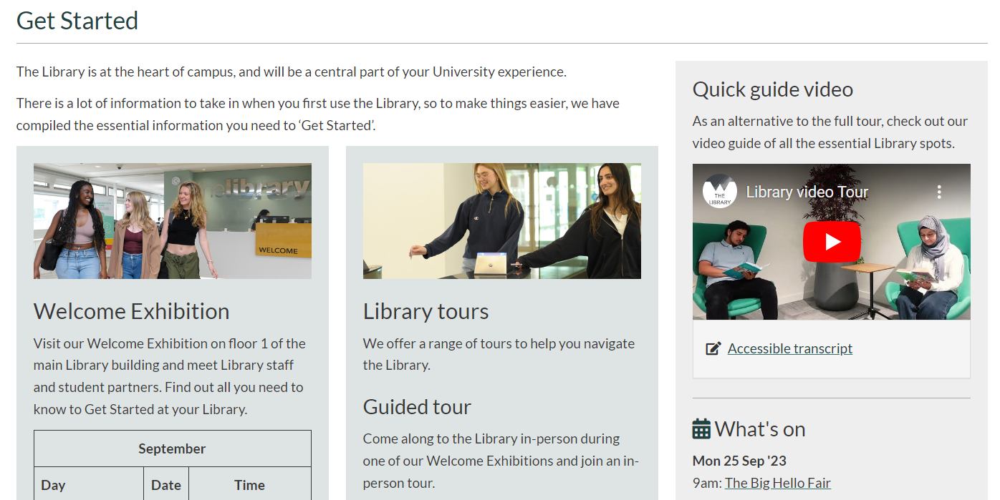 Get Started
The Library is at the heart of campus, and will be a central part of your University experience.
There is a lot of information to take in when you first use the Library, so to make things easier, we have
compiled the essential information you need to ‘Get Started’.
library
WELCOME
Welcome Exhibition
Visit our Welcome Exhibition on floor 1 of the
main Library building and meet Library staff
and student partners. Find out all you need to
know to Get Started at your Library.
September
Day Date Time
Library tours
We offer a range of tours to help you navigate
the Library.
Guided tour
Come along to the Library in-person during
one of our Welcome Exhibitions and join an in-
person tour.
Quick guide video
As an alternative to the full tour, check out our
video guide of all the essential Library spots.
THE
LIBRARY
Library video Tour
Accessible transcript
What's on
Mon 25 Sep '23
9am: The Big Hello Fair